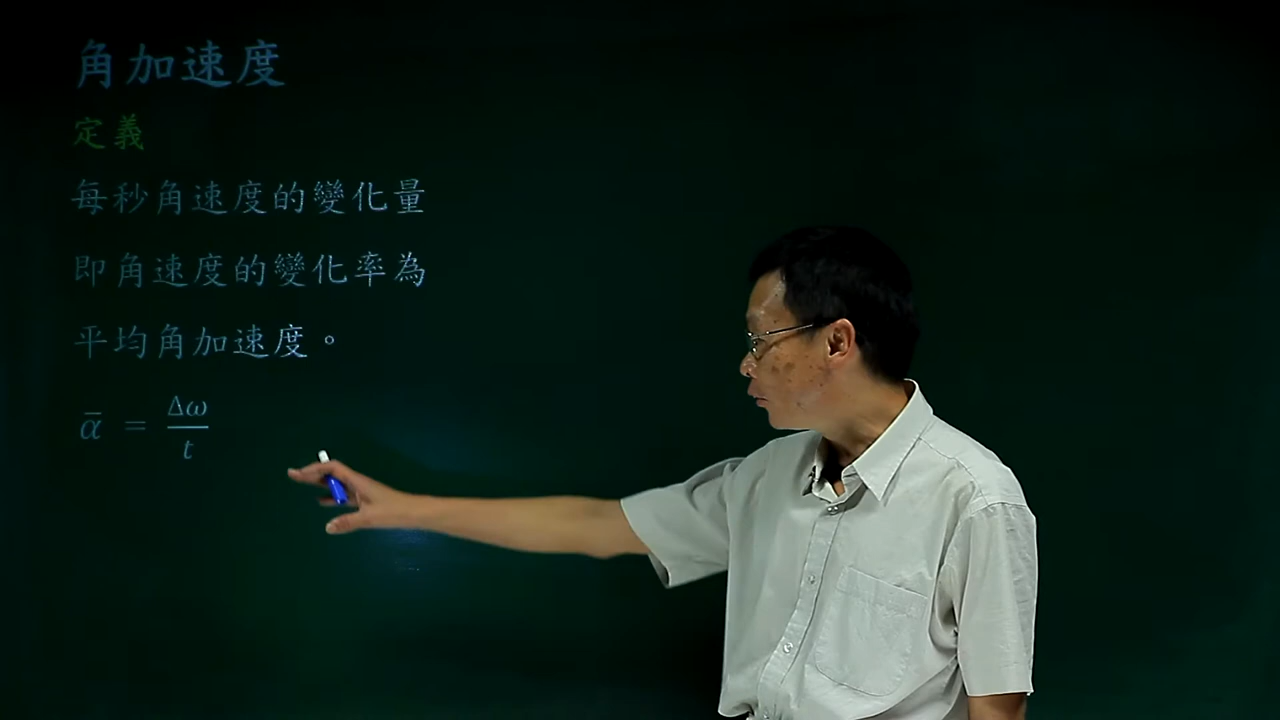 角加速度
定義
每秒角速度的變化量
即角速度的變化率為
平均角加速度。
ᾱ = Δω / t